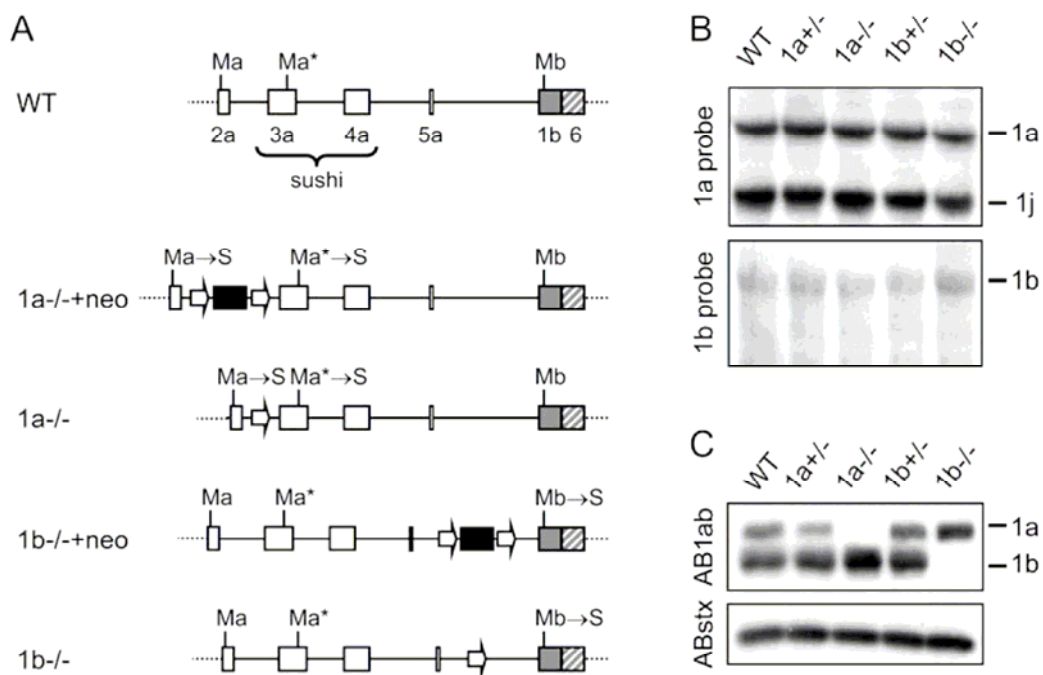 A
WT
Ma Ma* Mb
2a 3a 4a 5a 1b 6
sushi
1a-/-+neo
Ma→S Ma*→S Mb
1a-/-
Ma→S Ma*→S Mb
1b-/-+neo
Ma Ma* Mb→S
1b-/-
Ma Ma* Mb→S
B
WT 1a+/- 1a-/- 1b+/- 1b-/-
1a probe
1a
1j
1b probe
1b
C
WT 1a+/- 1a-/- 1b+/- 1b-/-
AB1ab
1a
1b
ABstx